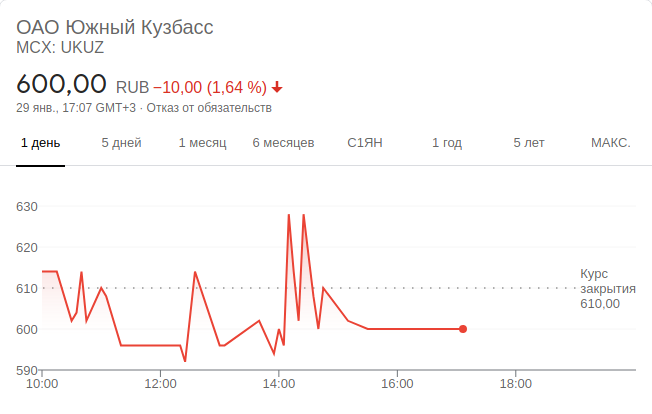 ОАО Южный Кузбасс
MCX: UKUZ
600,00 RUB −10,00 (1,64 %)
29 янв., 17:07 GMT+3 · Отказ от обязательств
1 день 5 дней 1 месяц 6 месяцев С1ЯН 1 год 5 лет МАКС.
630
620
610
600
590
Курс
закрытия
610,00
10:00 12:00 14:00 16:00 18:00